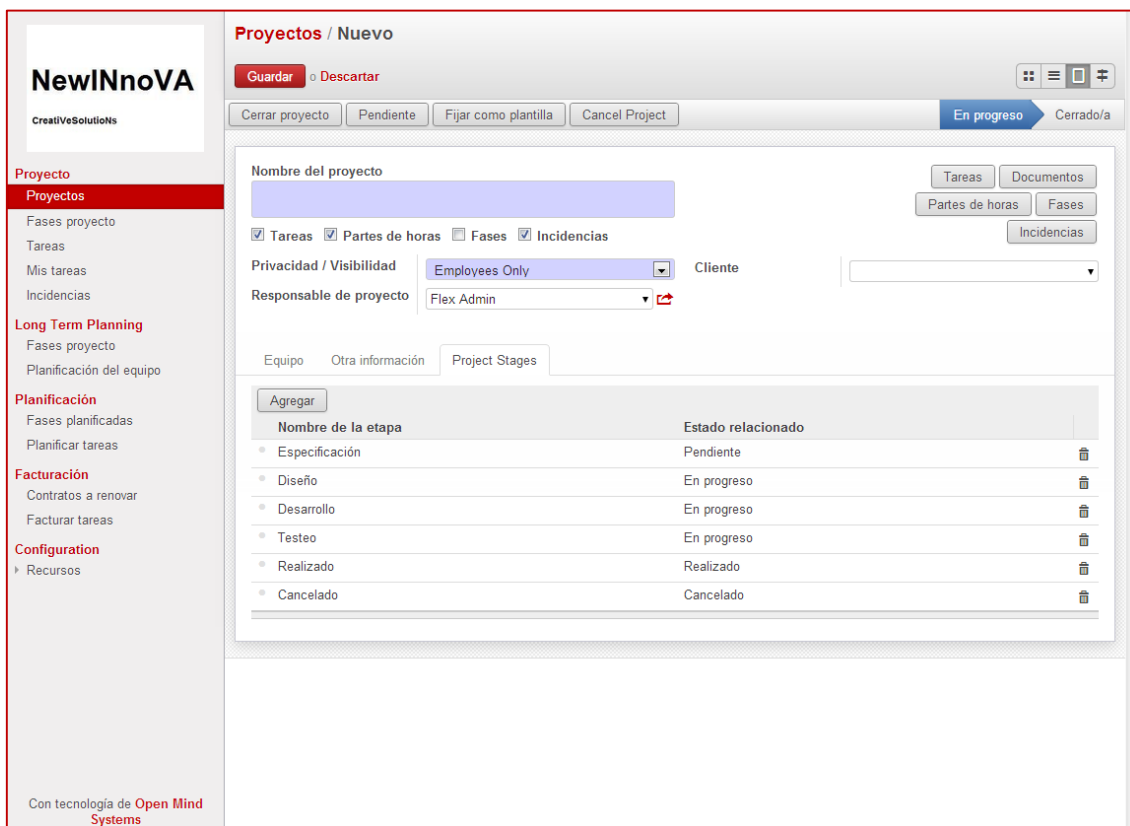 NewINnoVA
CreatiVeSolutioNs
Proyecto
Proyectos
Fases proyecto
Tareas
Mis tareas
Incidencias
Long Term Planning
Fases proyecto
Planificación del equipo
Planificación
Fases planificadas
Planificar tareas
Facturación
Contratos a renovar
Facturar tareas
Configuration
Recursos
Con tecnología de Open Mind
Systems
Proyectos / Nuevo
Guardar o Descartar
Cerrar proyecto Pendiente Fijar como plantilla Cancel Project En progreso Cerrado/a
Nombre del proyecto
Tareas Documentos
Partes de horas Fases
Incidencias
Tareas Partes de horas Fases Incidencias
Privacidad / Visibilidad Employees Only Cliente
Responsable de proyecto Flex Admin
Equipo Otra información Project Stages
Agregar
Nombre de la etapa Estado relacionado
Especificación Pendiente
Diseño En progreso
Desarrollo En progreso
Testeo En progreso
Realizado Realizado
Cancelado Cancelado